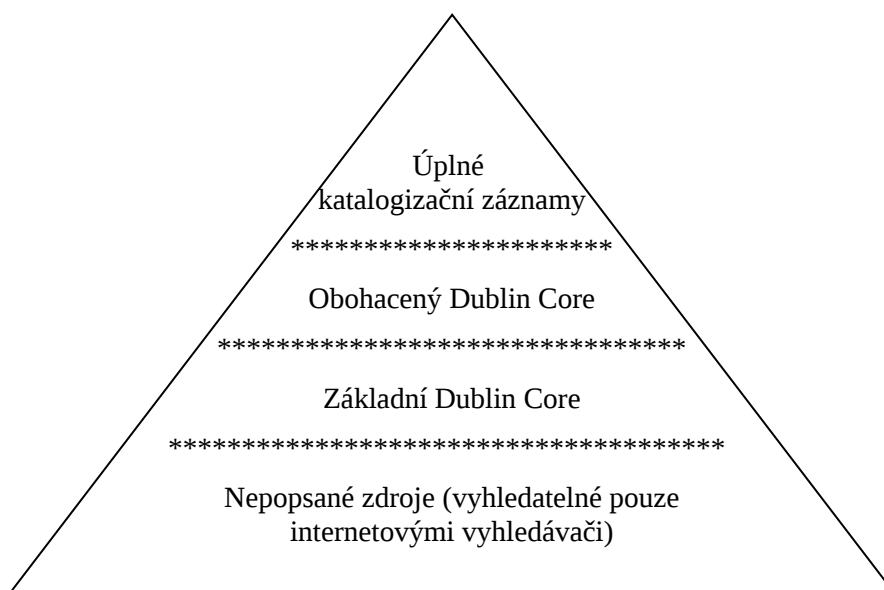 Úplné
katalogizační záznamy
**********************
Obohacený Dublin Core
********************************
Základní Dublin Core
**************************************
Nepopsané zdroje (vyhledatelné pouze
internetovými vyhledávači)